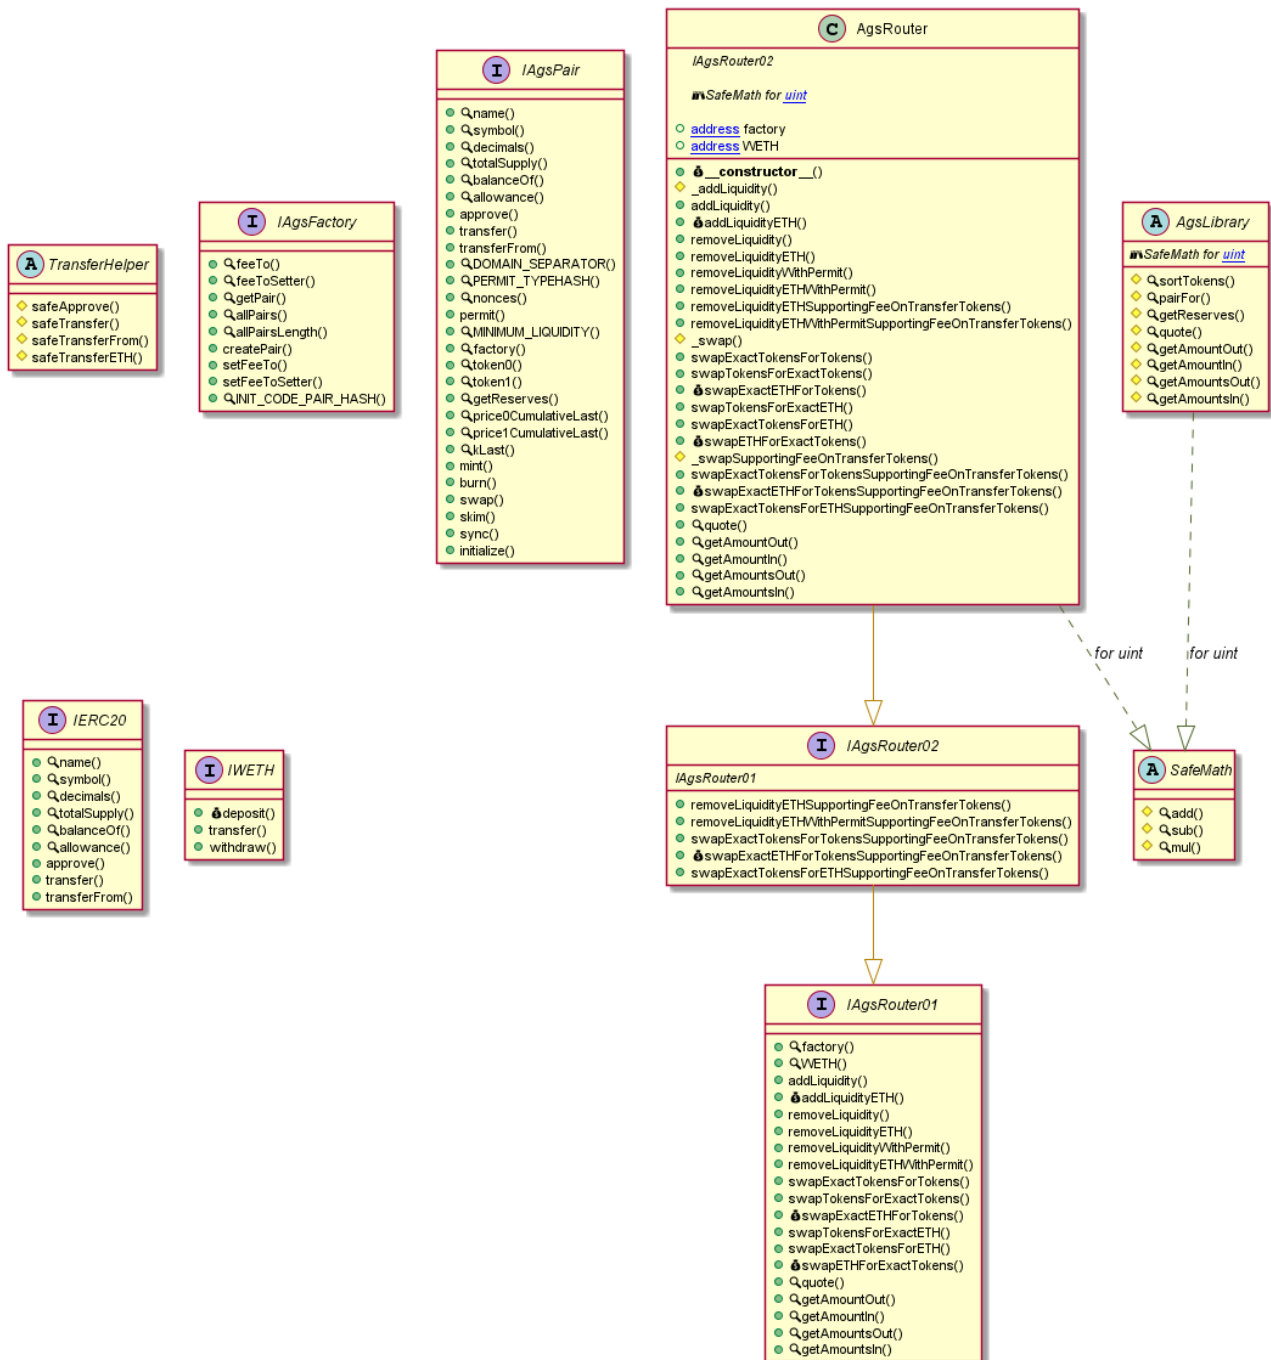 C AgsRouter
IAgsRouter02
SafeMath for uint
address factory
address WETH
__constructor__()
_addLiquidity()
addLiquidity()
addLiquidityETH()
removeLiquidity()
removeLiquidityETH()
removeLiquidityWithPermit()
removeLiquidityETHWithPermit()
removeLiquidityETHSupportingFeeOnTransferTokens()
removeLiquidityETHWithPermitSupportingFeeOnTransferTokens()
_swap()
swapExactTokensForTokens()
swapTokensForExactTokens()
swapExactETHForTokens()
swapTokensForExactETH()
swapExactTokensForETH()
swapETHForExactTokens()
_swapSupportingFeeOnTransferTokens()
swapExactTokensForTokensSupportingFeeOnTransferTokens()
swapExactETHForTokensSupportingFeeOnTransferTokens()
swapExactTokensForETHSupportingFeeOnTransferTokens()
quote()
getAmountOut()
getAmountIn()
getAmountsOut()
getAmountsIn()
I IAgsPair
name()
symbol()
decimals()
totalSupply()
balanceOf()
allowance()
approve()
transfer()
transferFrom()
DOMAIN_SEPARATOR()
PERMIT_TYPEHASH()
nonces()
permit()
MINIMUM_LIQUIDITY()
factory()
token0()
token1()
getReserves()
price0CumulativeLast()
price1CumulativeLast()
kLast()
mint()
burn()
swap()
skim()
sync()
initialize()
I IAgsFactory
feeTo()
feeToSetter()
getPair()
allPairs()
allPairsLength()
createPair()
setFeeTo()
setFeeToSetter()
INIT_CODE_PAIR_HASH()
A TransferHelper
safeApprove()
safeTransfer()
safeTransferFrom()
safeTransferETH()
A AgsLibrary
SafeMath for uint
sortTokens()
pairFor()
getReserves()
quote()
getAmountOut()
getAmountIn()
getAmountsOut()
getAmountsIn()
for uint
for uint
I IERC20
name()
symbol()
decimals()
totalSupply()
balanceOf()
allowance()
approve()
transfer()
transferFrom()
I IWETH
deposit()
transfer()
withdraw()
I IAgsRouter02
IAgsRouter01
removeLiquidityETHSupportingFeeOnTransferTokens()
removeLiquidityETHWithPermitSupportingFeeOnTransferTokens()
swapExactTokensForTokensSupportingFeeOnTransferTokens()
swapExactETHForTokensSupportingFeeOnTransferTokens()
swapExactTokensForETHSupportingFeeOnTransferTokens()
A SafeMath
add()
sub()
mul()
I IAgsRouter01
factory()
WETH()
addLiquidity()
addLiquidityETH()
removeLiquidity()
removeLiquidityETH()
removeLiquidityWithPermit()
removeLiquidityETHWithPermit()
swapExactTokensForTokens()
swapTokensForExactTokens()
swapExactETHForTokens()
swapTokensForExactETH()
swapExactTokensForETH()
swapETHForExactTokens()
quote()
getAmountOut()
getAmountIn()
getAmountsOut()
getAmountsIn()